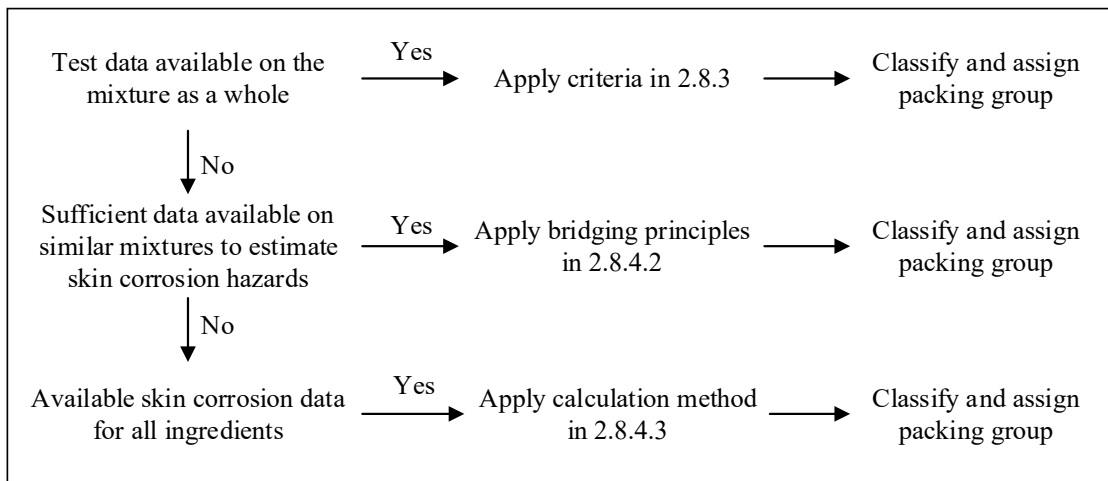 Test data available on the
mixture as a whole
Yes
Apply criteria in 2.8.3
Classify and assign
packing group
No
Sufficient data available on
similar mixtures to estimate
skin corrosion hazards
Yes
Apply bridging principles
in 2.8.4.2
Classify and assign
packing group
No
Available skin corrosion data
for all ingredients
Yes
Apply calculation method
in 2.8.4.3
Classify and assign
packing group